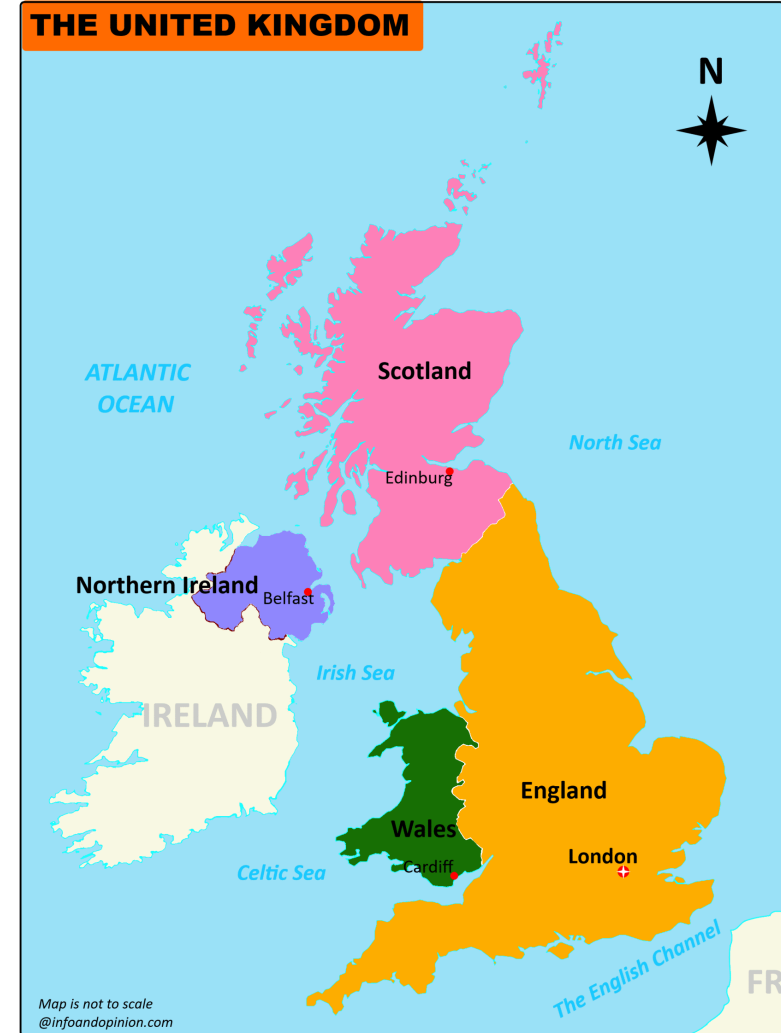 THE UNITED KINGDOM
N
ATLANTIC
OCEAN
Scotland
North Sea
Edinburg
Northern Ireland
Belfast
Irish Sea
IRELAND
England
Wales
London
Cardiff
Celtic Sea
The English Channel
FR
Map is not to scale
@infoandopinion.com